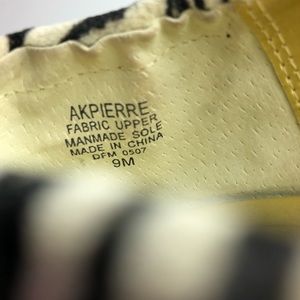 AKPIERRE
FABRIC UPPER
MANMADE SOLE
MADE IN CHINA
DFM 0507
9M